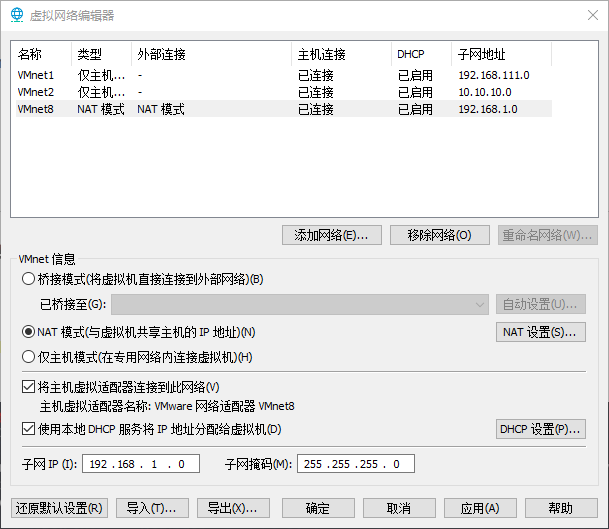 虚拟网络编辑器
名称 类型 外部连接 主机连接 DHCP 子网地址
VMnet1 仅主机... - 已连接 已启用 192.168.111.0
VMnet2 仅主机... - 已连接 已启用 10.10.10.0
VMnet8 NAT 模式 NAT 模式 已连接 已启用 192.168.1.0
添加网络(E)... 移除网络(O) 重命名网络(W)...
VMnet 信息
桥接模式(将虚拟机直接连接到外部网络)(B)
已桥接至(G): 自动设置(U)...
NAT 模式(与虚拟机共享主机的 IP 地址)(N) NAT 设置(S)...
仅主机模式(在专用网络内连接虚拟机)(H)
将主机虚拟适配器连接到此网络(V)
主机虚拟适配器名称: VMware 网络适配器 VMnet8
使用本地 DHCP 服务将 IP 地址分配给虚拟机(D) DHCP 设置(P)...
子网 IP (I): 192 . 168 . 1 . 0 子网掩码(M): 255 . 255 . 255 . 0
还原默认设置(R) 导入(T)... 导出(X)... 确定 取消 应用(A) 帮助